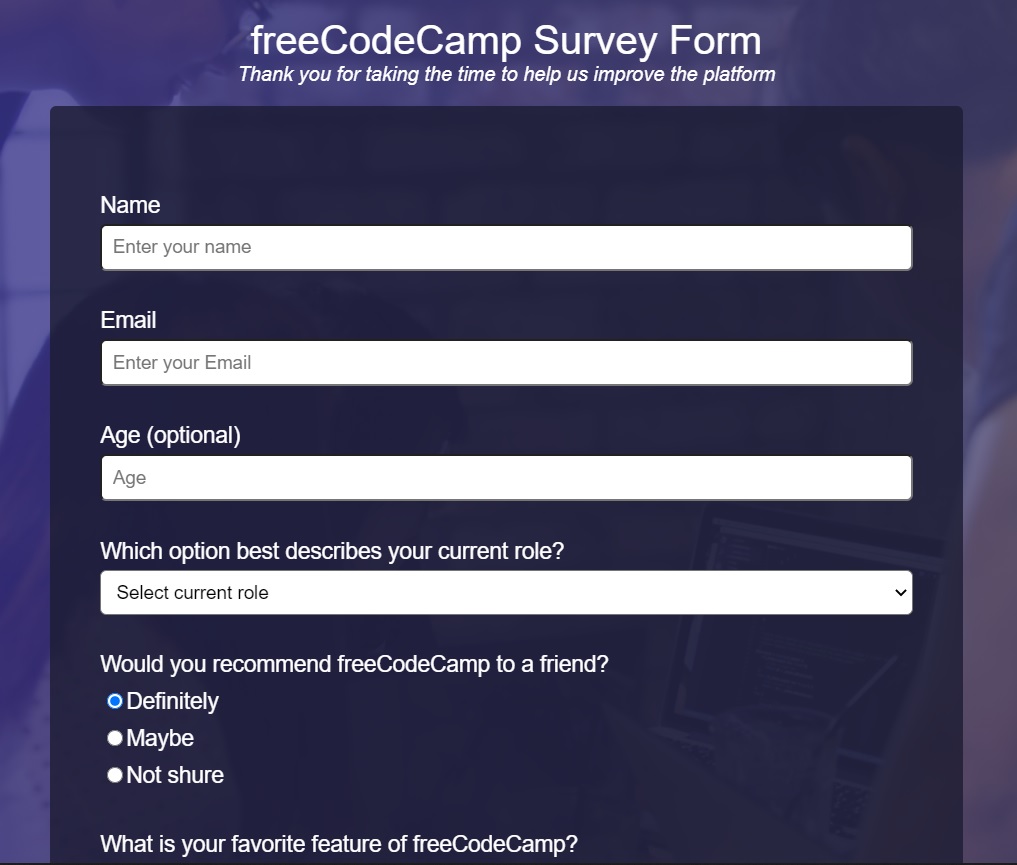 freeCodeCamp Survey Form
Thank you for taking the time to help us improve the platform
Name
Enter your name
Email
Enter your Email
Age (optional)
Age
Which option best describes your current role?
Select current role
Would you recommend freeCodeCamp to a friend?
Definitely
Maybe
Not shure
What is your favorite feature of freeCodeCamp?